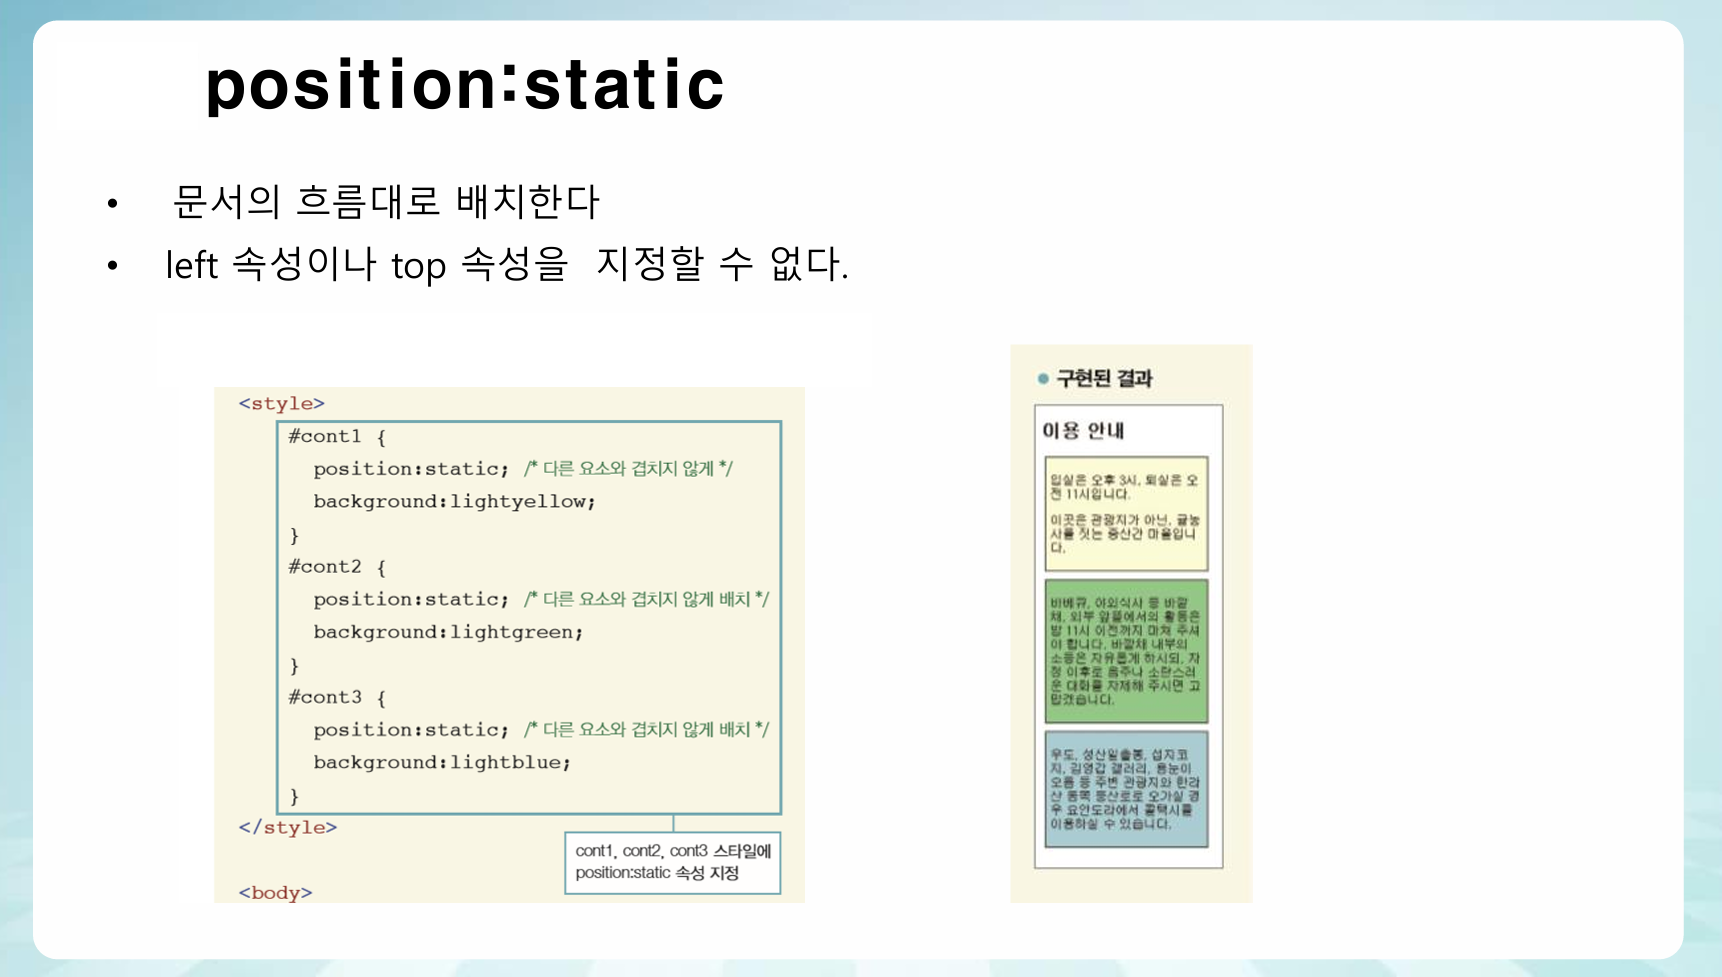 position:static
• 문서의 흐름대로 배치한다
• left 속성이나 top 속성을 지정할 수 없다.
<style>
#cont1 {
position:static; /* 다른 요소와 겹치지 않게 */
background:lightyellow;
}
#cont2 {
position:static; /* 다른 요소와 겹치지 않게 배치 */
background:lightgreen;
}
#cont3 {
position:static; /* 다른 요소와 겹치지 않게 배치 */
background:lightblue;
}
</style>
cont1, cont2, cont3 스타일에
position:static 속성 지정
<body>
● 구현된 결과
이용 안내
입실은 오후 3시, 퇴실은 오
전 11시입니다.
이곳은 관광지가 아닌, 귤농
사를 짓는 중산간 마을입니
다.
바베큐, 야외식사 등 바깥
채, 외부 앞뜰에서의 활동은
밤 11시 이전까지 마쳐 주셔
야 합니다. 바깥채 내부의
소등은 자유롭게 하시되, 자
정 이후로 음주나 소란스러
운 대화를 자제해 주시면 고
맙겠습니다.
우도, 성산일출봉, 섭지코
지, 김영갑 갤러리, 용눈이
오름 등 주변 관광지와 한라
산 동쪽 등산로로 오가실 경
우 요안도라에서 콜택시를
이용하실 수 있습니다.